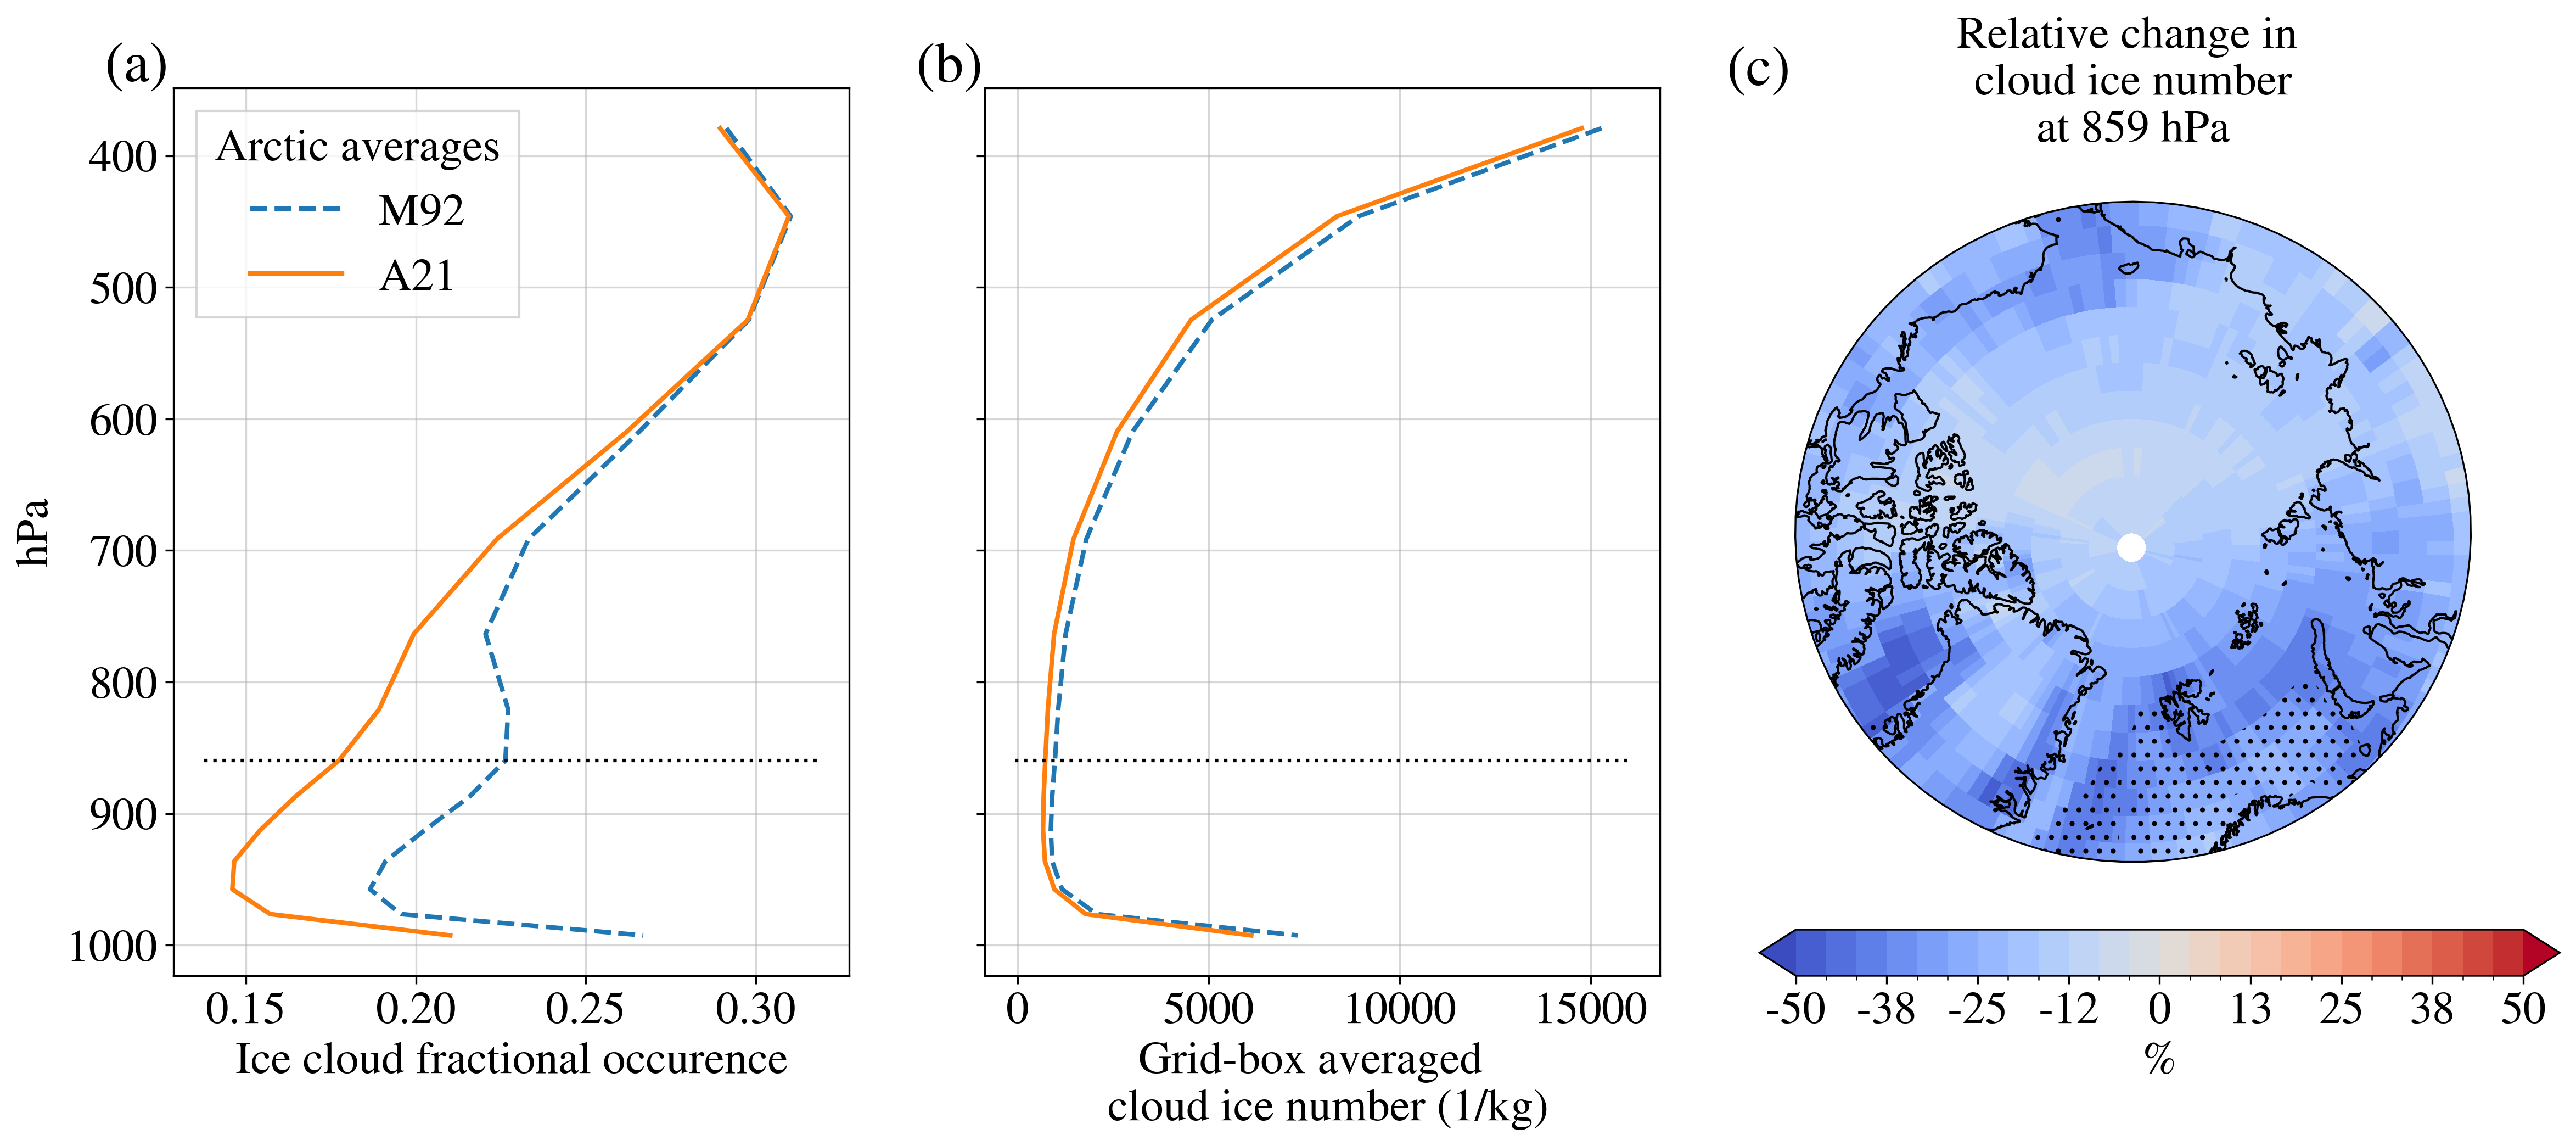 (a)
Arctic averages
M92
A21
400
500
600
700
800
900
1000
hPa
0.15 0.20 0.25 0.30
Ice cloud fractional occurence
(b)
0 5000 10000 15000
Grid-box averaged
cloud ice number (1/kg)
(c)
Relative change in
cloud ice number
at 859 hPa
-50 -38 -25 -12 0 13 25 38 50
%